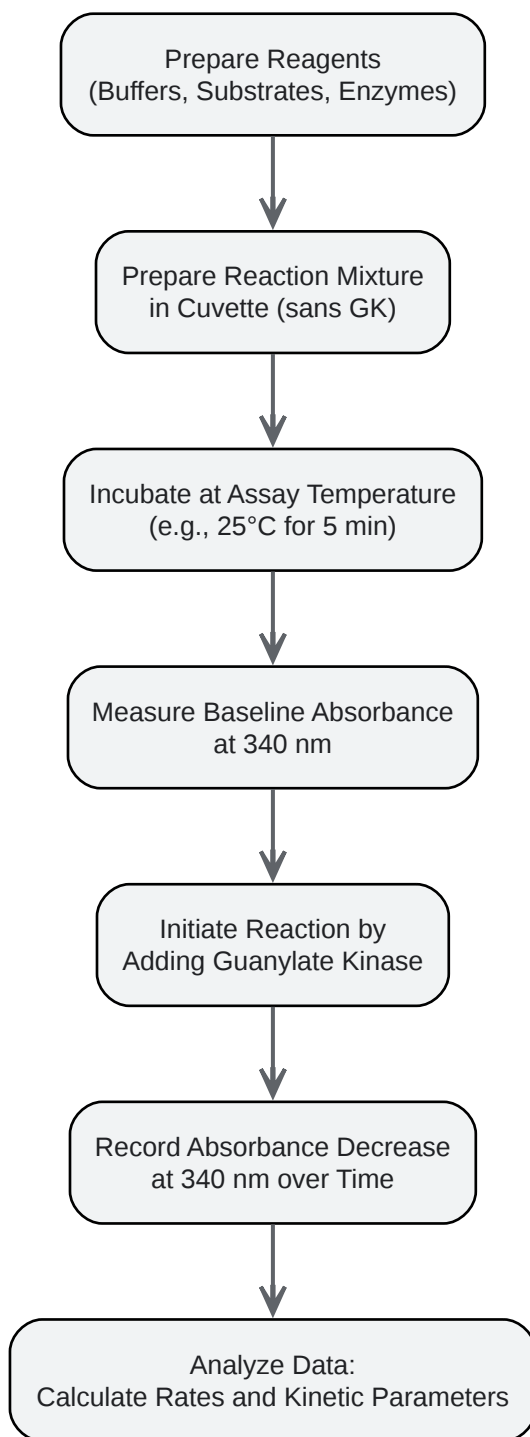 Prepare Reagents
(Buffers, Substrates, Enzymes)
Prepare Reaction Mixture
in Cuvette (sans GK)
Incubate at Assay Temperature
(e.g., 25°C for 5 min)
Measure Baseline Absorbance
at 340 nm
Initiate Reaction by
Adding Guanylate Kinase
Record Absorbance Decrease
at 340 nm over Time
Analyze Data:
Calculate Rates and Kinetic Parameters